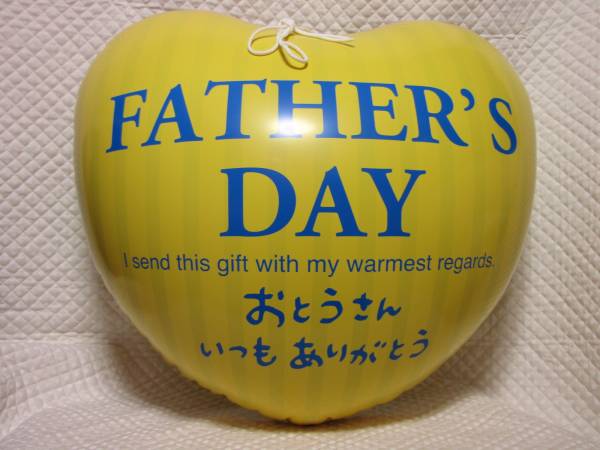 FATHER'S
DAY
I send this gift with my warmest regards.
おとうさん
いつも ありがとう